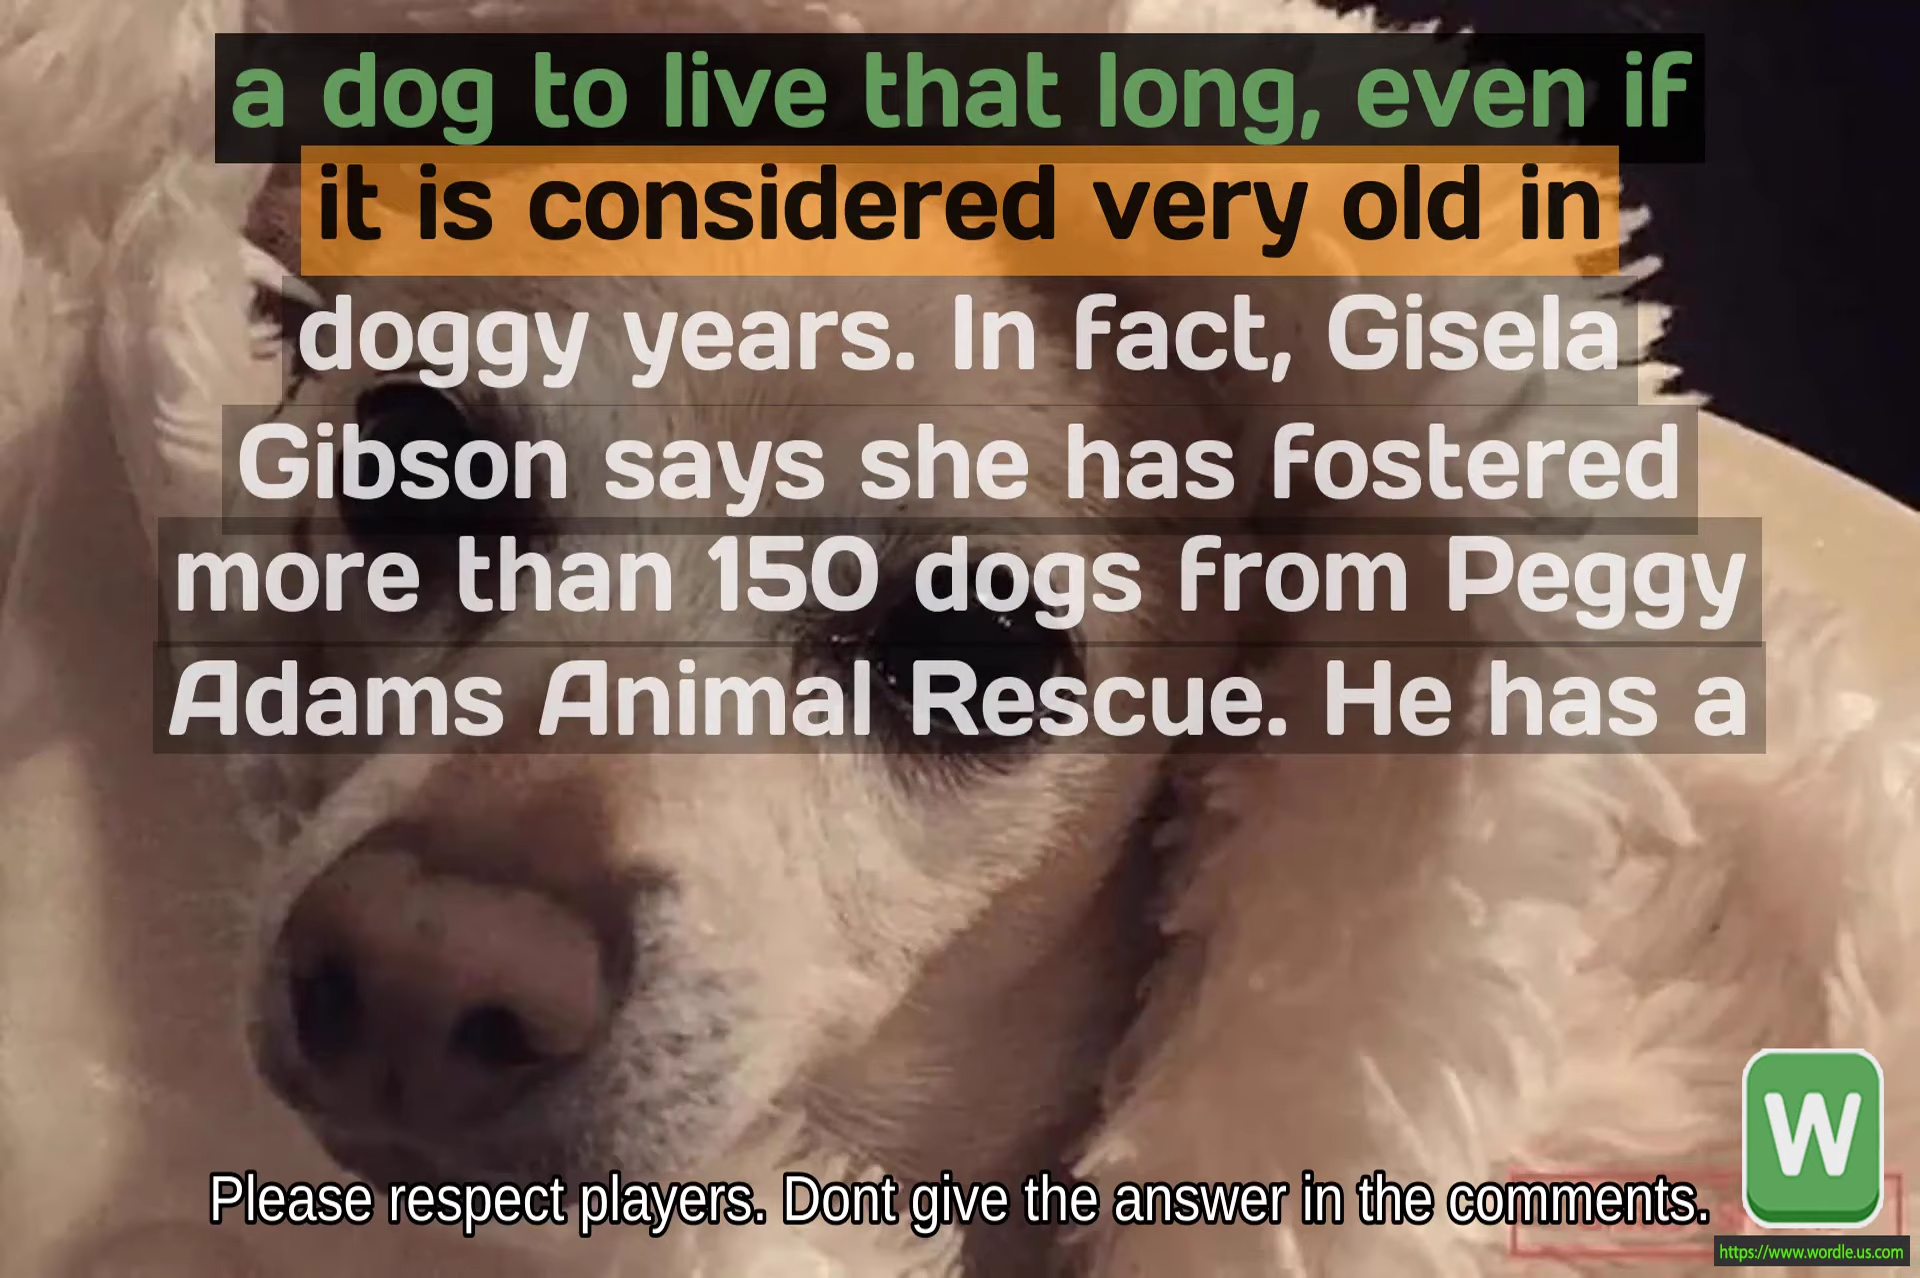 a dog to live that long, even if
it is considered very old in
doggy years. In fact, Gisela
Gibson says she has fostered
more than 150 dogs from Peggy
Adams Animal Rescue. He has a
Please respect players. Dont give the answer in the comments.
W
https://www.wordle.us.com